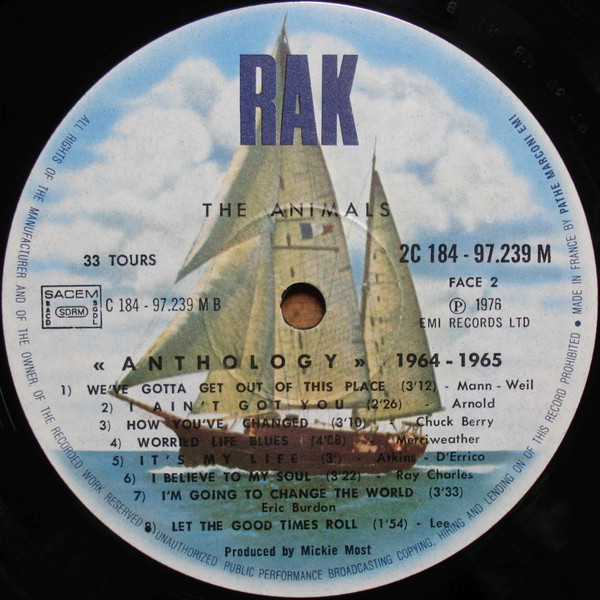 RAK
THE ANIMALS
33 TOURS
2C 184 - 97.239 M
FACE 2
SACEM
SACD
SDRM
SGDL
C 184 - 97.239 M B
℗ 1976
EMI RECORDS LTD
« ANTHOLOGY » 1964 - 1965
1) WE'VE GOTTA GET OUT OF THIS PLACE (3'12) - Mann - Weil
2) I AIN'T GOT YOU (2'26) - Arnold
3) HOW YOU'VE CHANGED (3'10) - Chuck Berry
4) WORRIED LIFE BLUES (4'08) - Merriweather
5) IT'S MY LIFE (3') - Atkins - D'Errico
6) I BELIEVE TO MY SOUL (3'22) - Ray Charles
7) I'M GOING TO CHANGE THE WORLD (3'33)
Eric Burdon
8) LET THE GOOD TIMES ROLL (1'54) - Lee
Produced by Mickie Most
ALL RIGHTS OF THE MANUFACTURER AND OF THE OWNER OF THE RECORDED WORK RESERVED • UNAUTHORIZED PUBLIC PERFORMANCE BROADCASTING COPYING, HIRING AND LENDING ON OF THIS RECORD PROHIBITED • MADE IN FRANCE BY PATHE MARCONI EMI